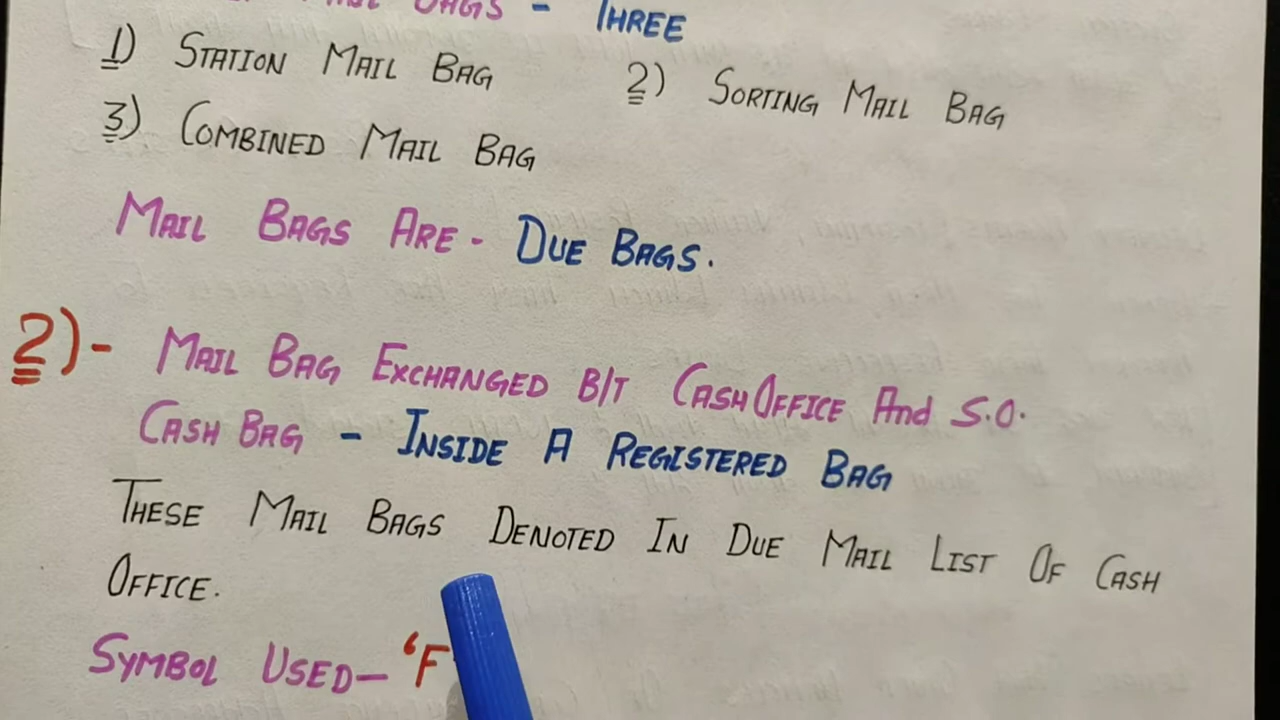 BAGS - THREE
1) STATION MAIL BAG 2) SORTING MAIL BAG
3) COMBINED MAIL BAG
MAIL BAGS ARE - DUE BAGS.
2)- MAIL BAG EXCHANGED B/T CASH OFFICE And S.O.
CASH BAG - INSIDE A REGISTERED BAG
THESE MAIL BAGS DENOTED IN DUE MAIL LIST OF CASH
OFFICE.
SYMBOL USED - 'F